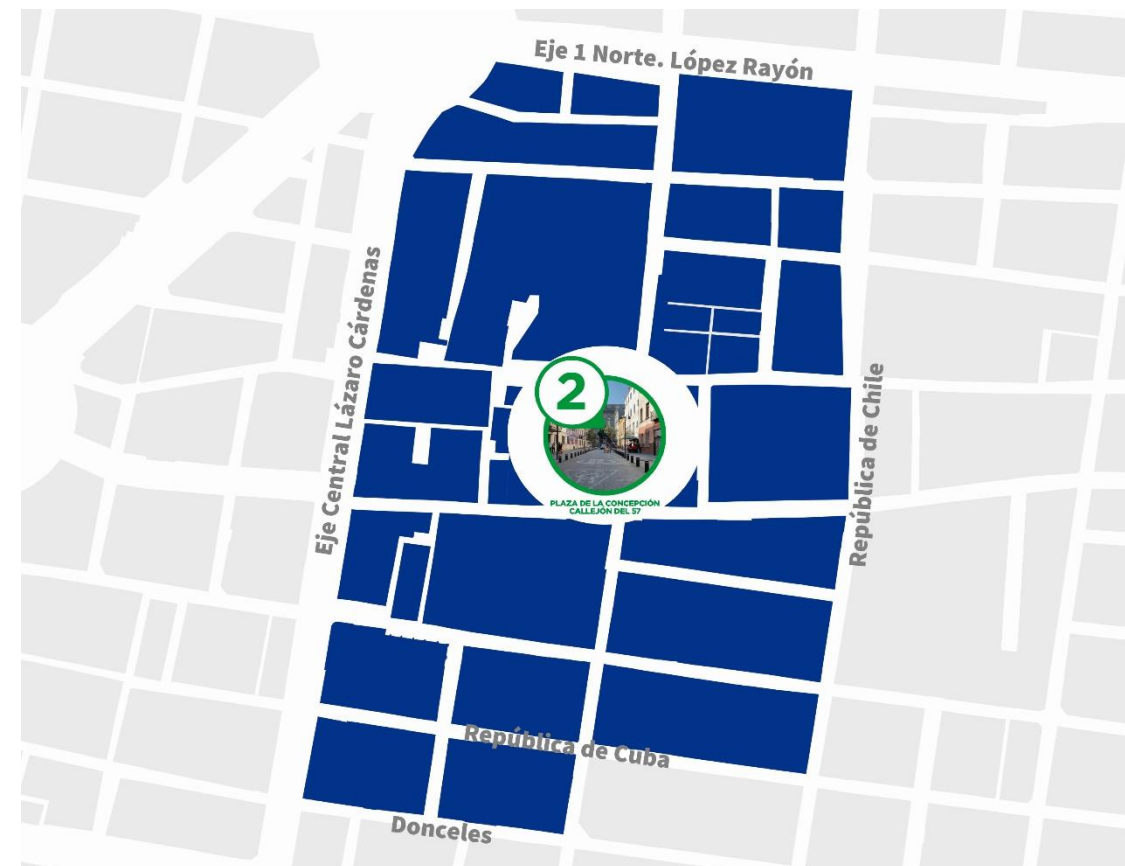 Eje 1 Norte. López Rayón
Eje Central Lázaro Cárdenas
2
República de Chile
PLAZA DE LA CONCEPCIÓN
CALLEJÓN DEL 57
República de Cuba
Donceles